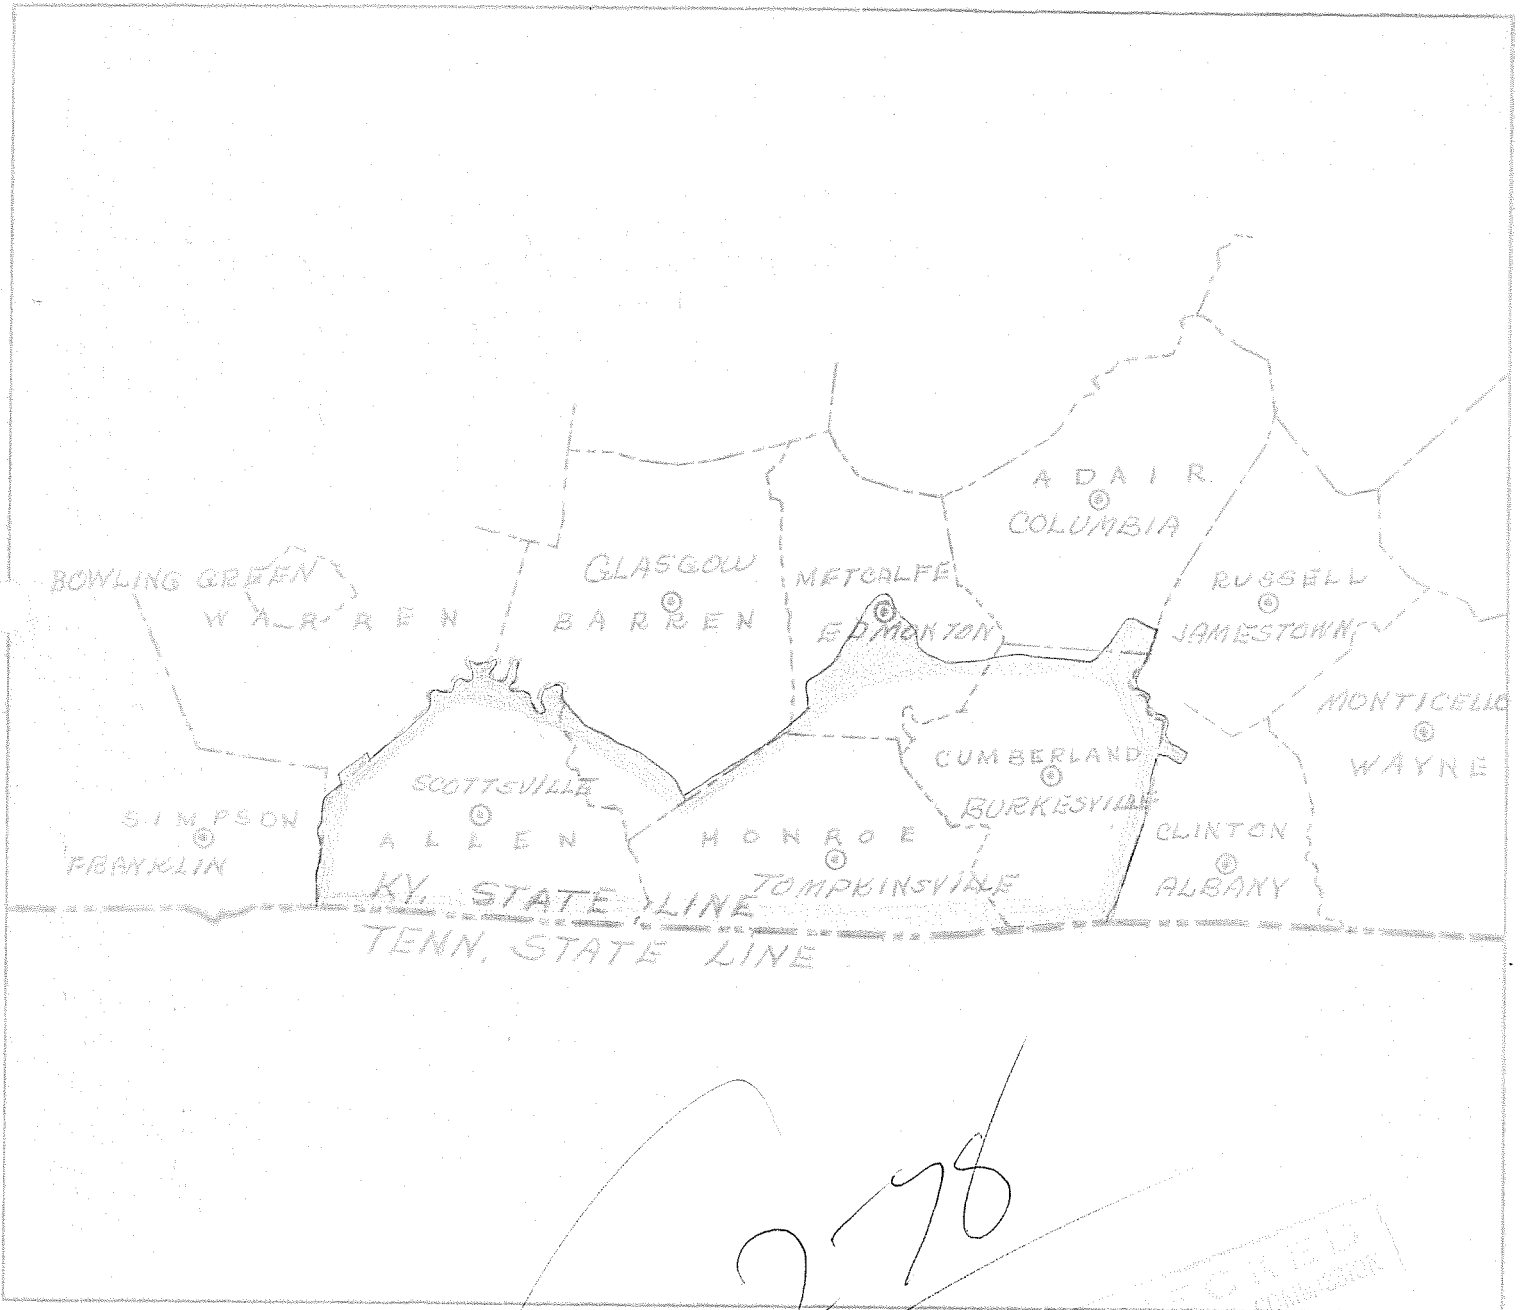 ADAIR
COLUMBIA
GLASGOW
BARREN
METCALFE
EDMONTON
BOWLING GREEN
WARREN
RUSSELL
JAMESTOWN
MONTICELLO
WAYNE
CUMBERLAND
BURKESVILLE
SCOTTSVILLE
ALLEN
SIMPSON
FRANKLIN
MONROE
TOMPKINSVILLE
CLINTON
ALBANY
KY. STATE LINE
TENN. STATE LINE
COMMISSION